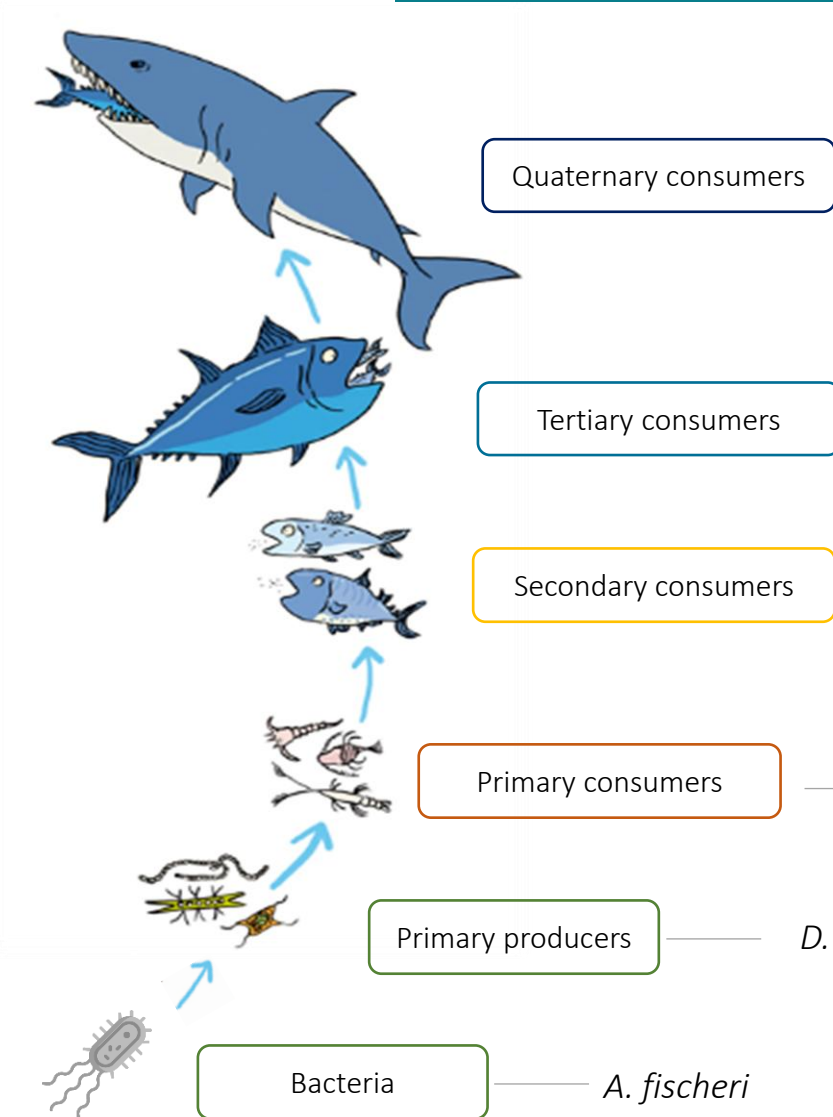 Quaternary consumers
Tertiary consumers
Secondary consumers
Primary consumers
Primary producers
D.
Bacteria
A. fischeri